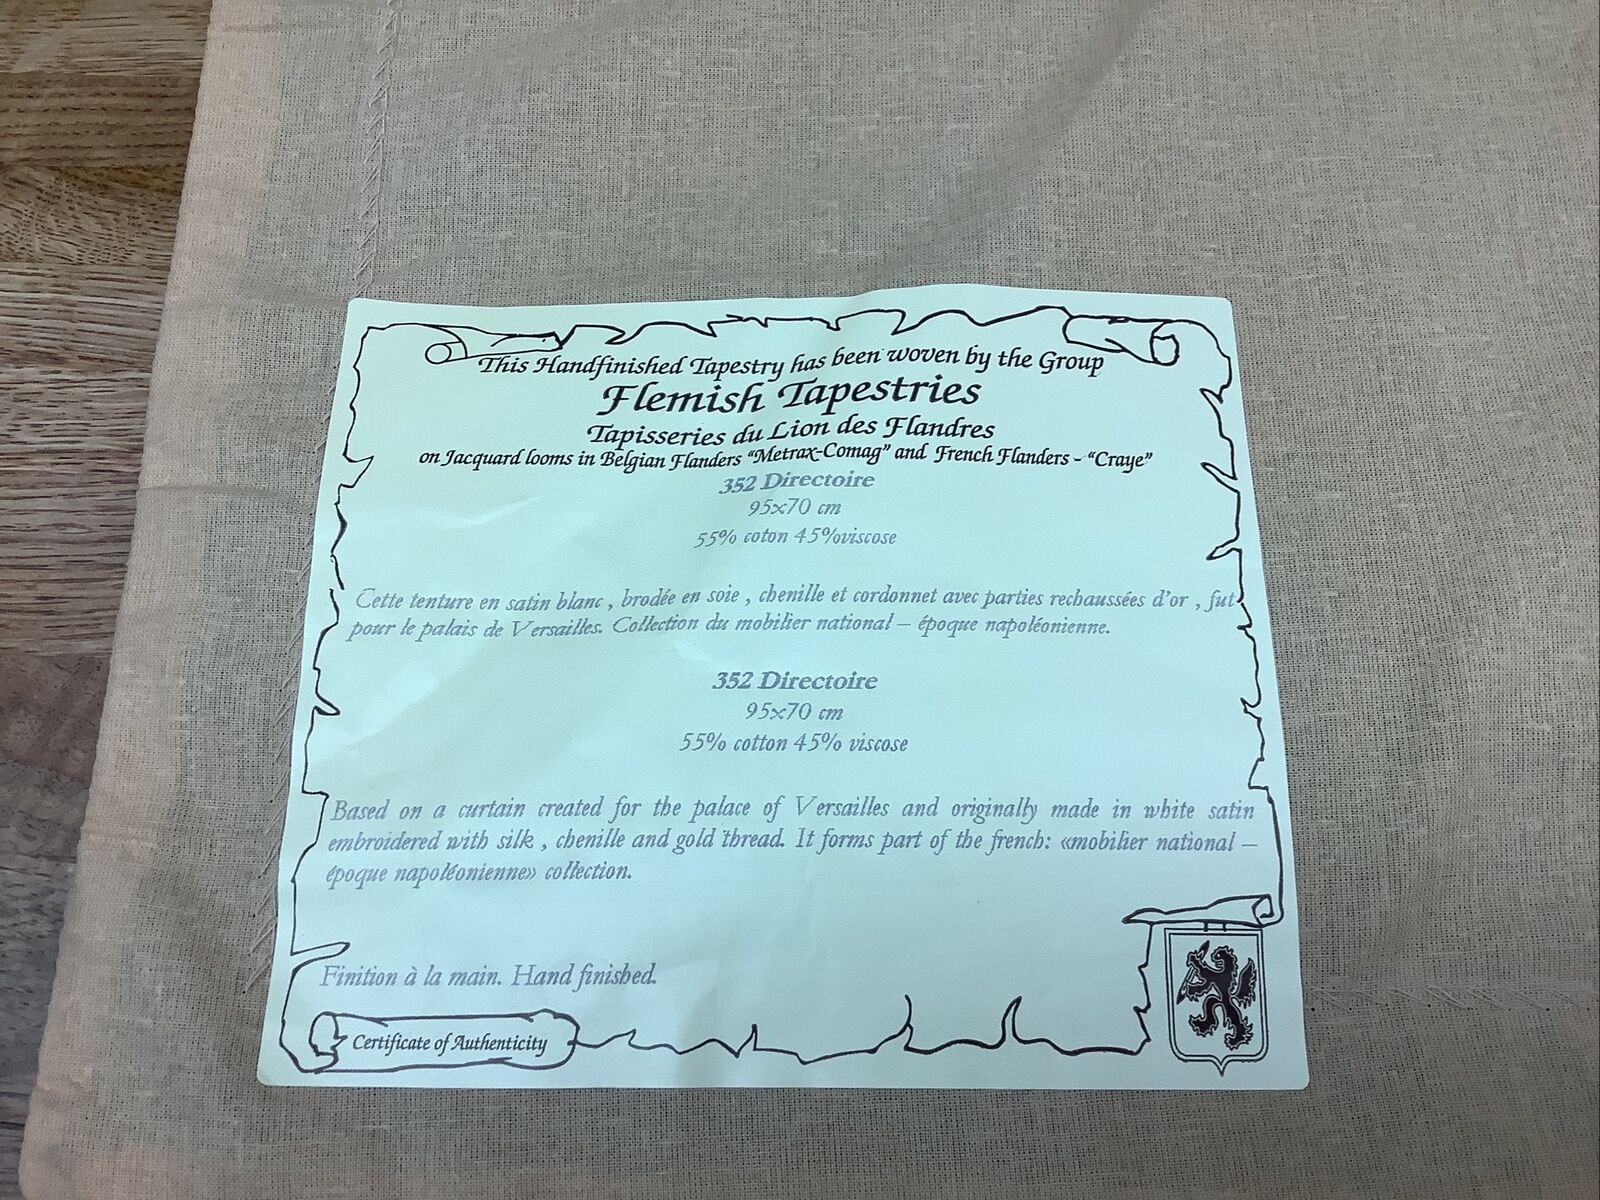 This Handfinished Tapestry has been woven by the Group
Flemish Tapestries
Tapisseries du Lion des Flandres
on Jacquard looms in Belgian Flanders "Metrax-Comag" and French Flanders - "Craye"
352 Directoire
95x70 cm
55% coton 45%viscose
Cette tenture en satin blanc , brodée en soie , chenille et cordonnet avec parties rechaussées d'or , fut
pour le palais de Versailles. Collection du mobilier national – époque napoléonienne.
352 Directoire
95x70 cm
55% cotton 45% viscose
Based on a curtain created for the palace of Versailles and originally made in white satin
embroidered with silk , chenille and gold thread. It forms part of the french: «mobilier national –
époque napoléonienne» collection.
Finition à la main. Hand finished.
Certificate of Authenticity